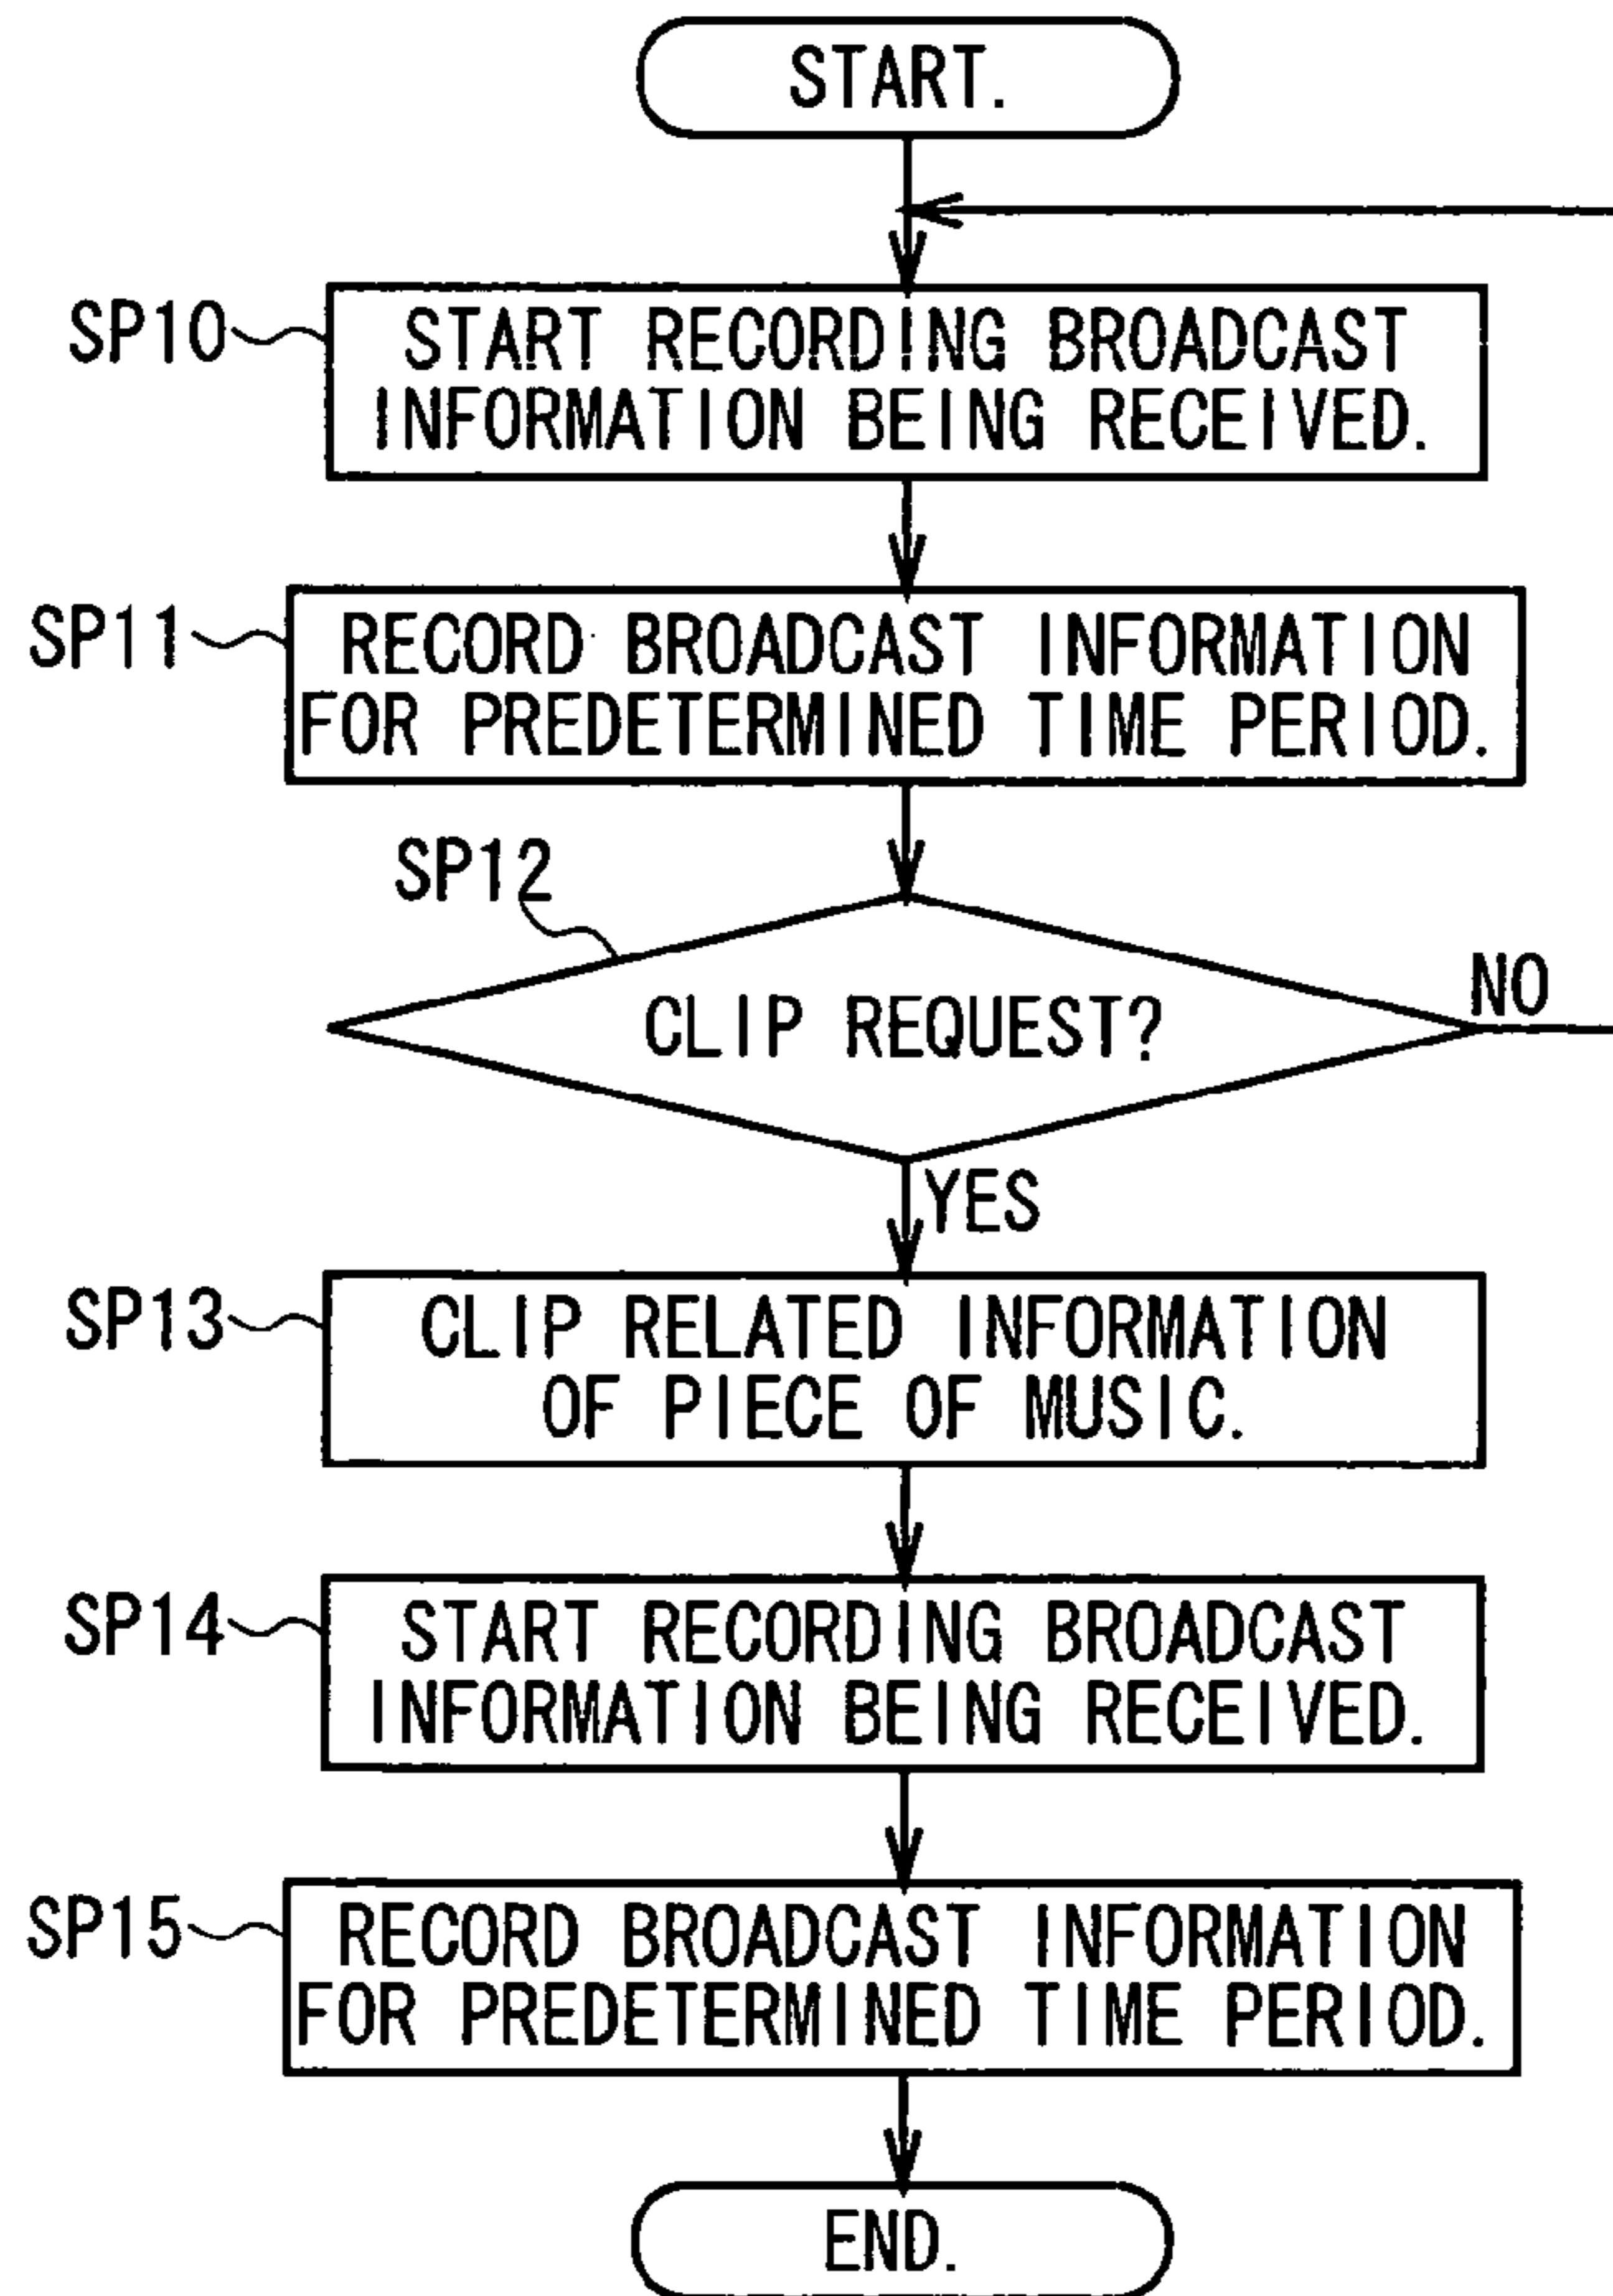 START.
SP10
START RECORDING BROADCAST
INFORMATION BEING RECEIVED.
SP11
RECORD BROADCAST INFORMATION
FOR PREDETERMINED TIME PERIOD.
SP12
CLIP REQUEST?
NO
YES
SP13
CLIP RELATED INFORMATION
OF PIECE OF MUSIC.
SP14
START RECORDING BROADCAST
INFORMATION BEING RECEIVED.
SP15
RECORD BROADCAST INFORMATION
FOR PREDETERMINED TIME PERIOD.
END.